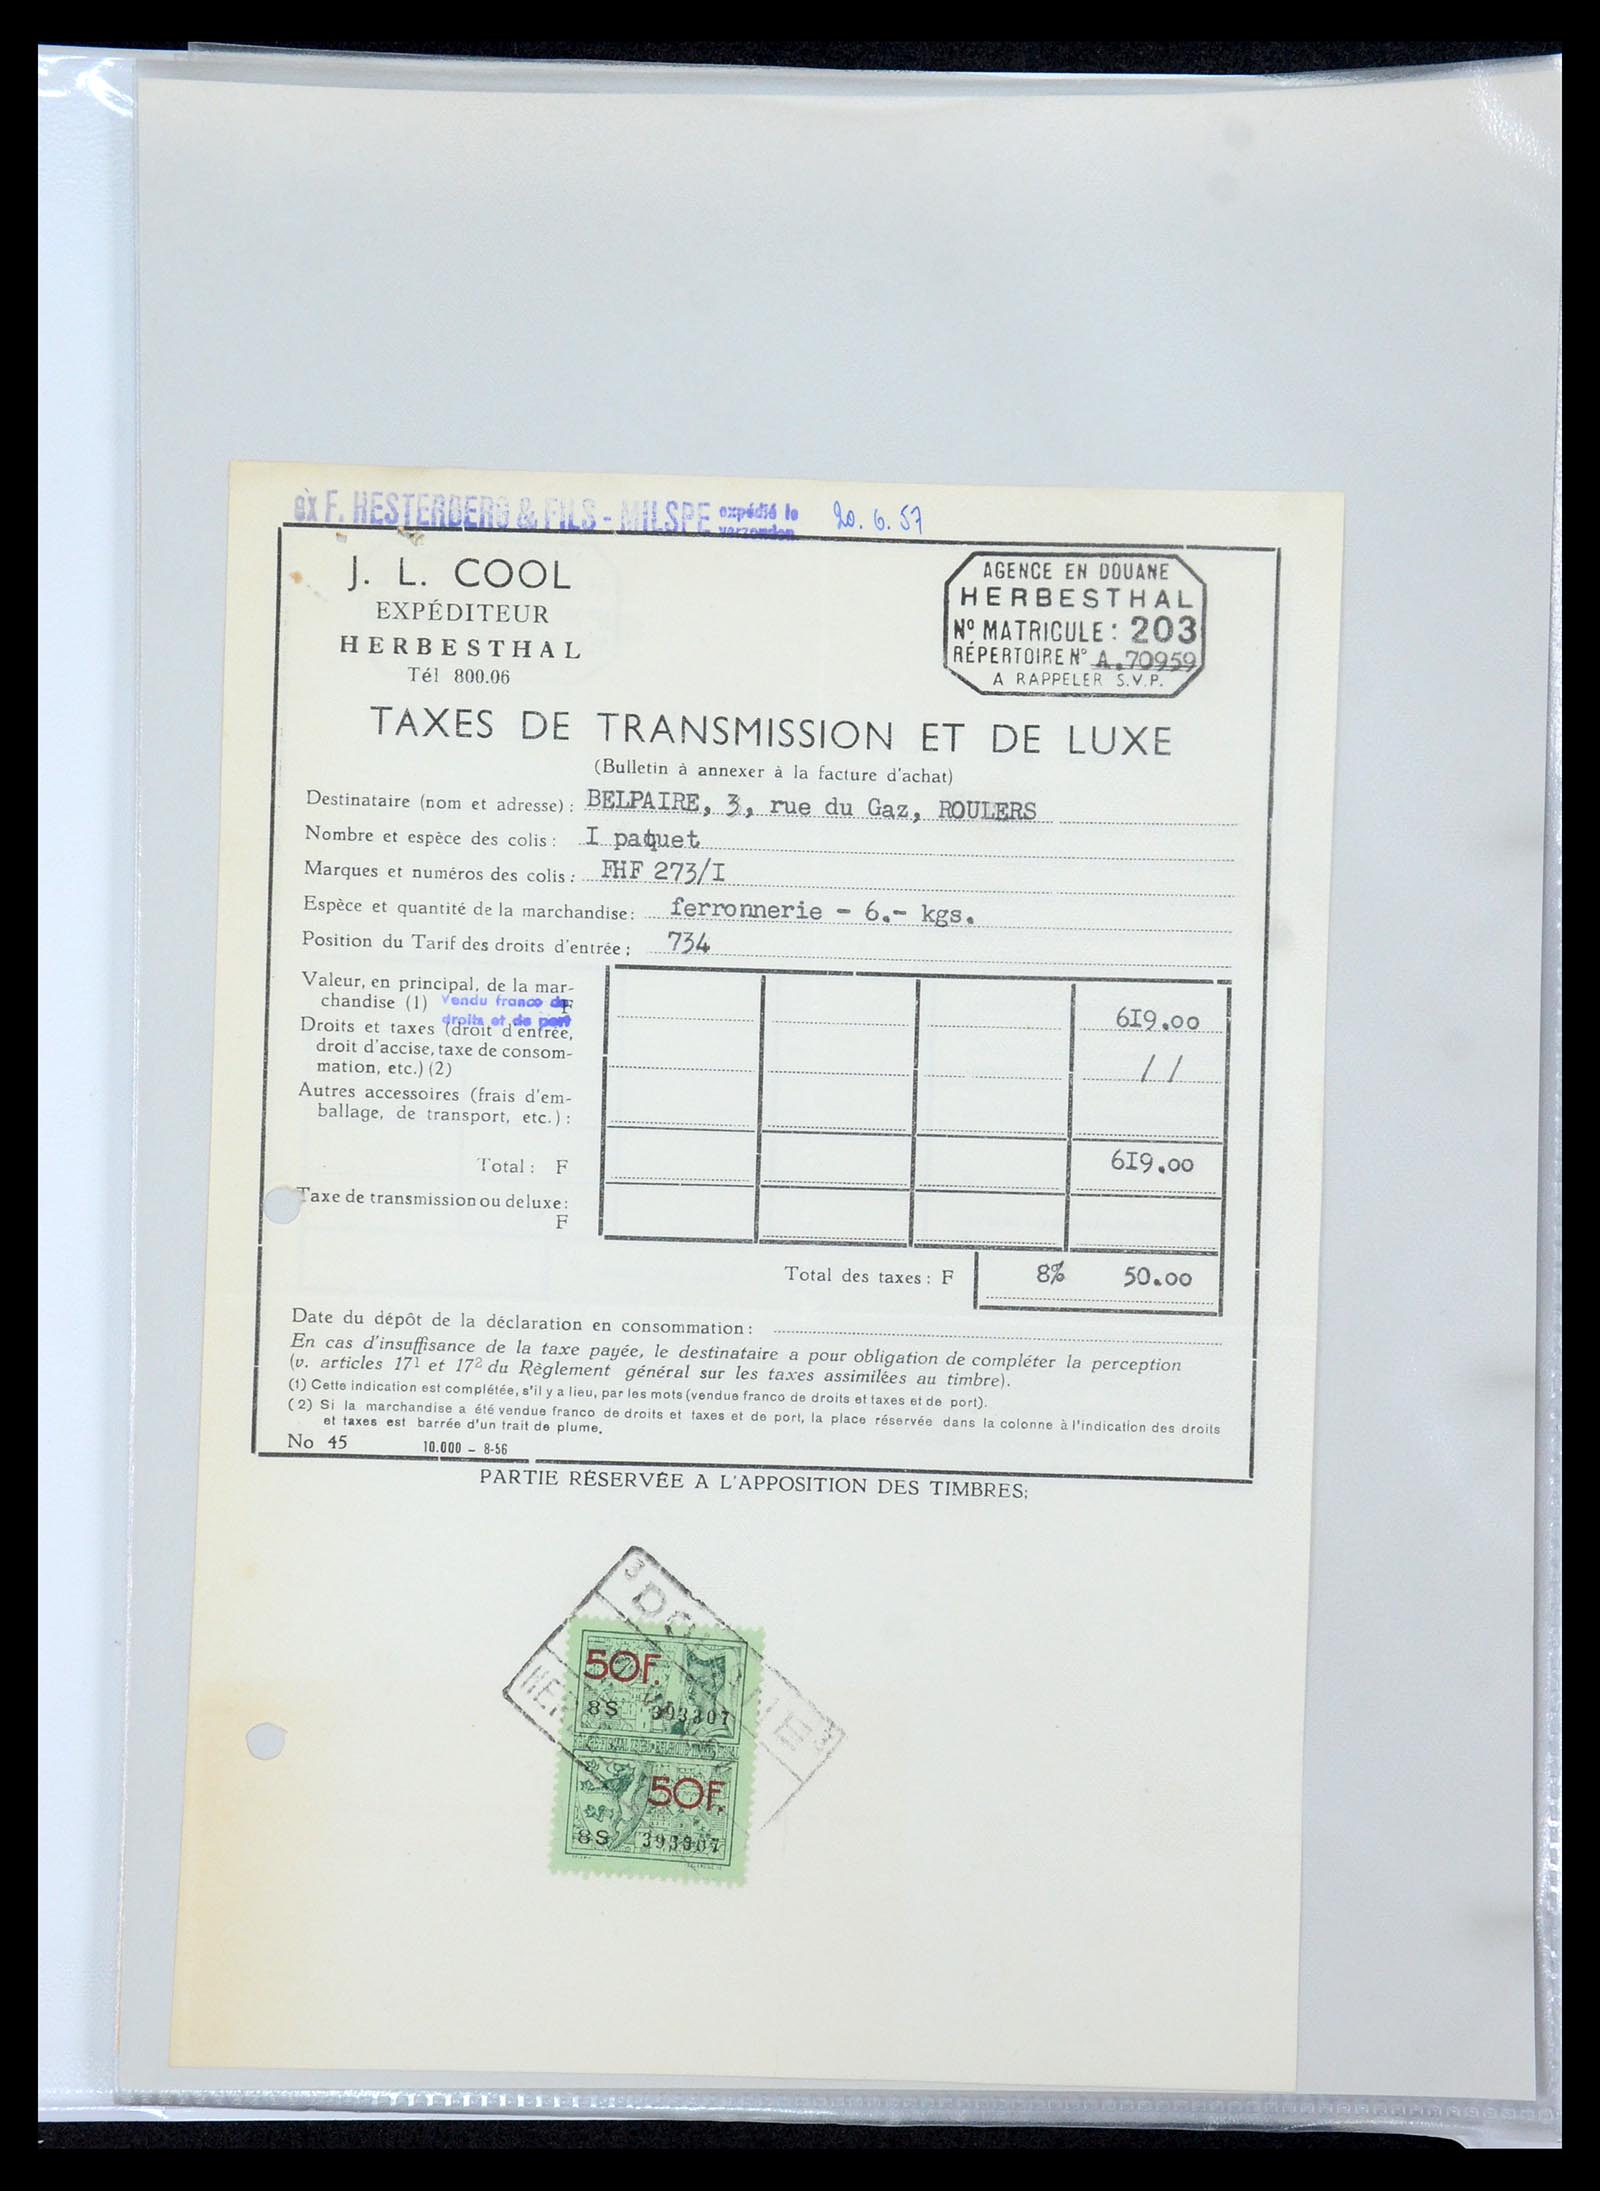 ex F. HESTERBERG & FILS - MILSPE expédié le 20.6.57
verzonden
J. L. COOL
EXPÉDITEUR
HERBESTHAL
Tél 800.06
AGENCE EN DOUANE
HERBESTHAL
No MATRICULE: 203
RÉPERTOIRE No A.70959
A RAPPELER S.V.P.
TAXES DE TRANSMISSION ET DE LUXE
(Bulletin à annexer à la facture d'achat)
Destinataire (nom et adresse): BELPAIRE, 3, rue du Gaz, ROULERS
Nombre et espèce des colis: I paquet
Marques et numéros des colis: FHF 273/I
Espèce et quantité de la marchandise: ferronnerie - 6.- kgs.
Position du Tarif des droits d'entrée: 734
Valeur, en principal, de la mar-
chandise (1) Vendu franco de F 6I9.00
droits et de port
Droits et taxes (droit d'entrée,
droit d'accise, taxe de consom-
mation, etc.) (2) / /
Autres accessoires (frais d'em-
ballage, de transport, etc.):
Total: F 6I9.00
Taxe de transmission ou de luxe:
F
Total des taxes: F 8% 50.00
Date du dépôt de la déclaration en consommation:
En cas d'insuffisance de la taxe payée, le destinataire a pour obligation de compléter la perception
(v. articles 17¹ et 17² du Règlement général sur les taxes assimilées au timbre).
(1) Cette indication est complétée, s'il y a lieu, par les mots (vendue franco de droits et taxes et de port).
(2) Si la marchandise a été vendue franco de droits et taxes et de port, la place réservée dans la colonne à l'indication des droits
et taxes est barrée d'un trait de plume.
No 45 10.000 - 8-56
PARTIE RÉSERVÉE A L'APPOSITION DES TIMBRES;
3 DOUANE 3
50F.
8S 393307
50F.
8S 393307